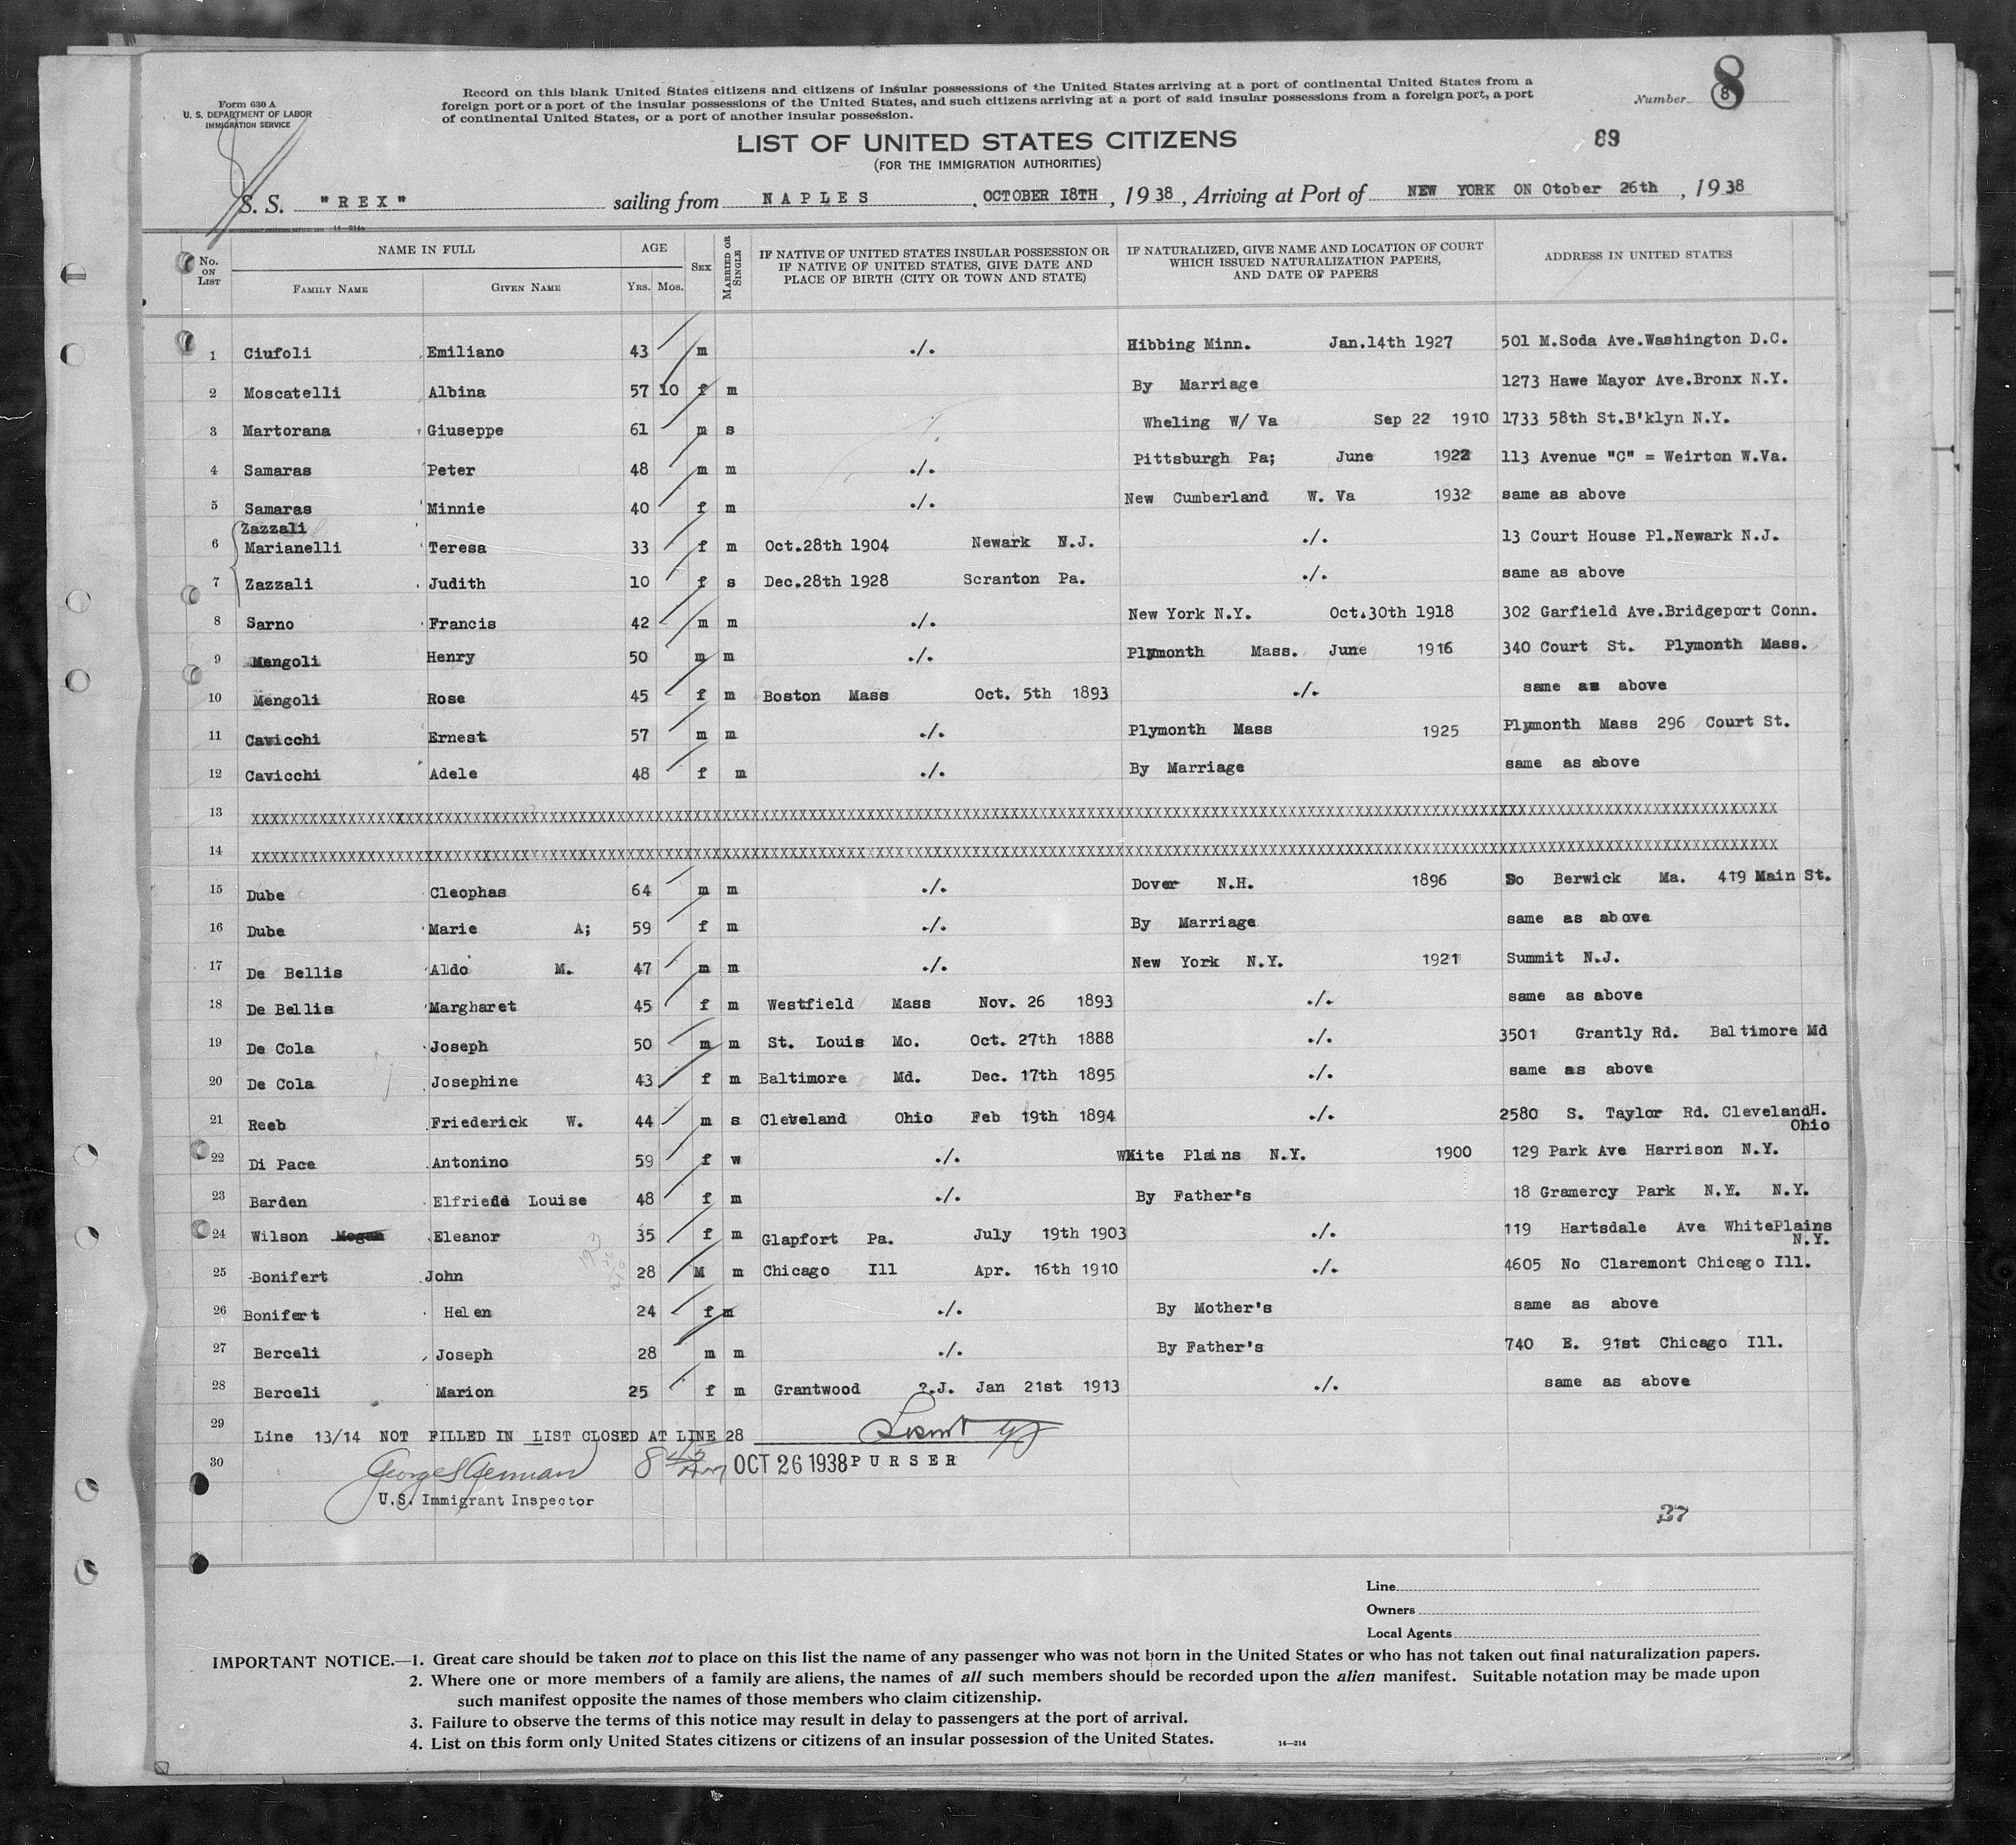 Form 630 A
U. S. DEPARTMENT OF LABOR
IMMIGRATION SERVICE
Record on this blank United States citizens and citizens of insular possessions of the United States arriving at a port of continental United States from a
foreign port or a port of the insular possessions of the United States, and such citizens arriving at a port of said insular possessions from a foreign port, a port
of continental United States, or a port of another insular possession.
Number 8
8
LIST OF UNITED STATES CITIZENS
(FOR THE IMMIGRATION AUTHORITIES)
89
S. S. "REX" sailing from NAPLES, OCTOBER I8TH, 1938, Arriving at Port of NEW YORK ON Otober 26th, 1938
14—214a
No. ON LIST
NAME IN FULL
FAMILY NAME
GIVEN NAME
AGE
YRS. MOS.
SEX
MARRIED OR SINGLE
IF NATIVE OF UNITED STATES INSULAR POSSESSION OR
IF NATIVE OF UNITED STATES, GIVE DATE AND
PLACE OF BIRTH (CITY OR TOWN AND STATE)
IF NATURALIZED, GIVE NAME AND LOCATION OF COURT
WHICH ISSUED NATURALIZATION PAPERS,
AND DATE OF PAPERS
ADDRESS IN UNITED STATES
1 Ciufoli Emiliano 43 m ./. Hibbing Minn. Jan.14th 1927 501 M.Soda Ave.Washington D.C.
2 Moscatelli Albina 57 10 f m By Marriage 1273 Hawe Mayor Ave.Bronx N.Y.
3 Martorana Giuseppe 61 m s Wheling W/ Va Sep 22 1910 1733 58th St.B'klyn N.Y.
4 Samaras Peter 48 m m ./. Pittsburgh Pa; June 1922 113 Avenue "C" = Weirton W.Va.
5 Samaras Minnie 40 f m ./. New Cumberland W. Va 1932 same as above
Zazzali
6 Marianelli Teresa 33 f m Oct.28th 1904 Newark N.J. ./. 13 Court House Pl.Newark N.J.
7 Zazzali Judith 10 f s Dec.28th 1928 Scranton Pa. ./. same as above
8 Sarno Francis 42 m m ./. New York N.Y. Oct.30th 1918 302 Garfield Ave.Bridgeport Conn.
9 Mengoli Henry 50 m m ./. Plymonth Mass. June 1916 340 Court St. Plymonth Mass.
10 Mengoli Rose 45 f m Boston Mass Oct. 5th 1893 ./. same as above
11 Cavicchi Ernest 57 m m ./. Plymonth Mass 1925 Plymonth Mass 296 Court St.
12 Cavicchi Adele 48 f m ./. By Marriage same as above
13 XXXXXXXXXXXXXXXXXXXXXXXXXXXXXXXXXXXXXXXXXXXXXXXXXXXXXXXXXXXXXXXXXXXXXXXXXXXXXXXXXXXXXXXXXXXXXXXXXXXXXXXXXXXXXXXXXXXXXXXXXXXXXXXXXXXXXXXXXXXXXXXXXXXXXXXX
14 XXXXXXXXXXXXXXXXXXXXXXXXXXXXXXXXXXXXXXXXXXXXXXXXXXXXXXXXXXXXXXXXXXXXXXXXXXXXXXXXXXXXXXXXXXXXXXXXXXXXXXXXXXXXXXXXXXXXXXXXXXXXXXXXXXXXXXXXXXXXXXXXXXXXXXXX
15 Dube Cleophas 64 m m ./. Dover N.H. 1896 So Berwick Ma. 419 Main St.
16 Dube Marie A; 59 f m ./. By Marriage same as above
17 De Bellis Aldo M. 47 m m ./. New York N.Y. 1921 Summit N.J.
18 De Bellis Margharet 45 f m Westfield Mass Nov. 26 1893 ./. same as above
19 De Cola Joseph 50 m m St. Louis Mo. Oct. 27th 1888 ./. 3501 Grantly Rd. Baltimore Md
20 De Cola Josephine 43 f m Baltimore Md. Dec. 17th 1895 ./. same as above
21 Reeb Friederick W. 44 m s Cleveland Ohio Feb 19th 1894 ./. 2580 S. Taylor Rd. ClevelandH.
Ohio
22 Di Pace Antonino 59 f w ./. White Plains N.Y. 1900 129 Park Ave Harrison N.Y.
23 Barden Elfriede Louise 48 f m ./. By Father's 18 Gramercy Park N.Y. N.Y.
24 Wilson Mogan Eleanor 35 f m Glapfort Pa. July 19th 1903 ./. 119 Hartsdale Ave WhitePlains
N.Y.
25 Bonifert John 28 M m Chicago Ill Apr. 16th 1910 ./. 4605 No Claremont Chicago Ill.
26 Bonifert Helen 24 f m ./. By Mother's same as above
27 Berceli Joseph 28 m m ./. By Father's 740 E. 91st Chicago Ill.
28 Berceli Marion 25 f m Grantwood ?.J. Jan 21st 1913 ./. same as above
29 Line 13/14 NOT FILLED IN LIST CLOSED AT LINE 28
30 OCT 26 1938 PURSER
U.S. Immigrant Inspector
37
Line
Owners
Local Agents
IMPORTANT NOTICE.—1. Great care should be taken not to place on this list the name of any passenger who was not born in the United States or who has not taken out final naturalization papers.
2. Where one or more members of a family are aliens, the names of all such members should be recorded upon the alien manifest. Suitable notation may be made upon
such manifest opposite the names of those members who claim citizenship.
3. Failure to observe the terms of this notice may result in delay to passengers at the port of arrival.
4. List on this form only United States citizens or citizens of an insular possession of the United States.
14—214